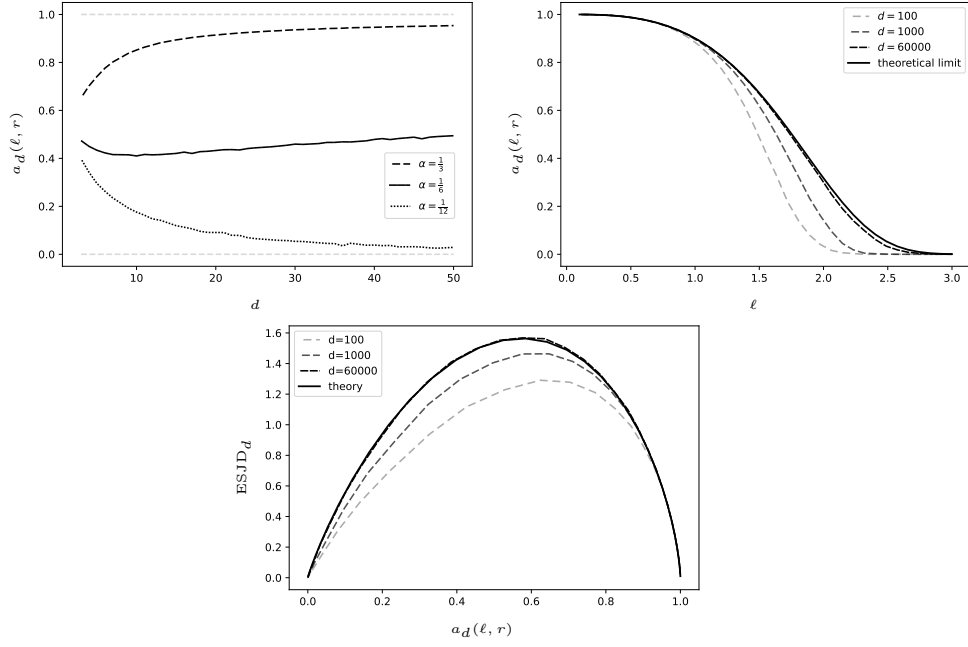 1.0
0.8
0.6
0.4
0.2
0.0
a_d(ℓ, r)
α = 1/3
α = 1/6
α = 1/12
10
20
30
40
50
d
1.0
0.8
0.6
0.4
0.2
0.0
a_d(ℓ, r)
d = 100
d = 1000
d = 60000
theoretical limit
0.0
0.5
1.0
1.5
2.0
2.5
3.0
ℓ
1.6
1.4
1.2
1.0
0.8
0.6
0.4
0.2
0.0
ESJD_d
d=100
d=1000
d=60000
theory
0.0
0.2
0.4
0.6
0.8
1.0
a_d(ℓ, r)